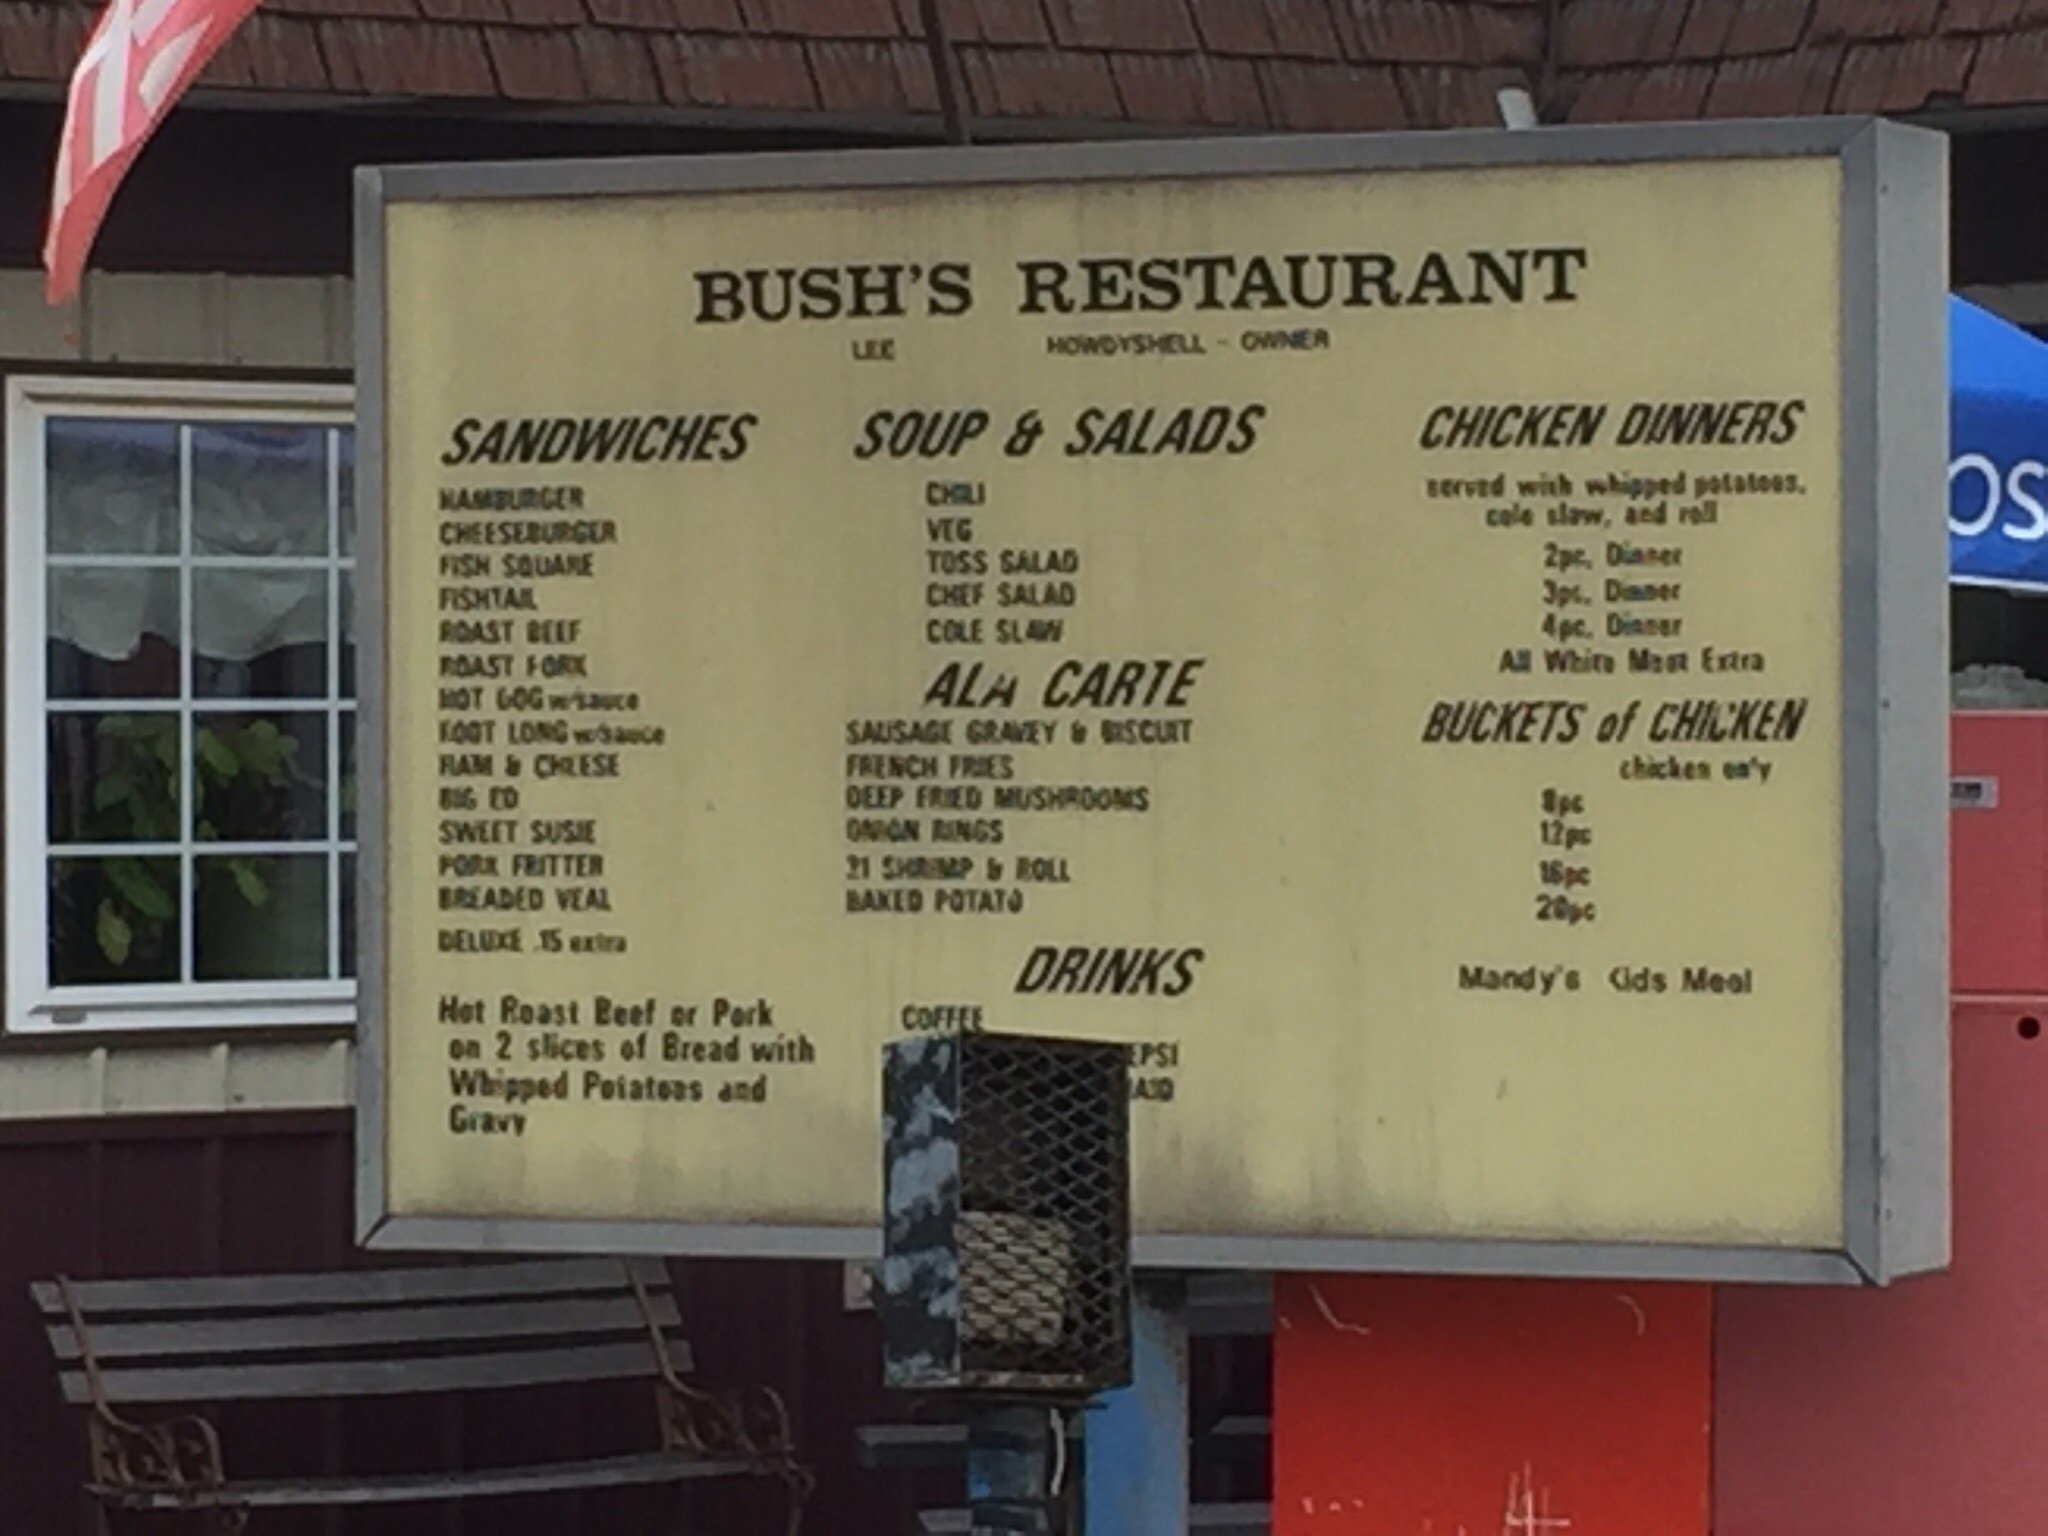 BUSH'S RESTAURANT
LEE HOWDYSHELL - OWNER
SANDWICHES
HAMBURGER
CHEESEBURGER
FISH SQUARE
FISHTAIL
ROAST BEEF
ROAST PORK
HOT DOG w/sauce
FOOT LONG w/sauce
HAM & CHEESE
BIG ED
SWEET SUSIE
PORK FRITTER
BREADED VEAL
DELUXE .15 extra
Hot Roast Beef or Pork
on 2 slices of Bread with
Whipped Potatoes and
Gravy
SOUP & SALADS
CHILI
VEG
TOSS SALAD
CHEF SALAD
COLE SLAW
ALA CARTE
SAUSAGE GRAVEY & BISCUIT
FRENCH FRIES
DEEP FRIED MUSHROOMS
ONION RINGS
21 SHRIMP & ROLL
BAKED POTATO
DRINKS
COFFEE
EPSI
CHICKEN DINNERS
served with whipped potatoes,
cole slaw, and roll
2pc. Dinner
3pc. Dinner
4pc. Dinner
All White Meat Extra
BUCKETS of CHICKEN
chicken only
8pc
12pc
16pc
20pc
Mandy's Kids Meal
OS